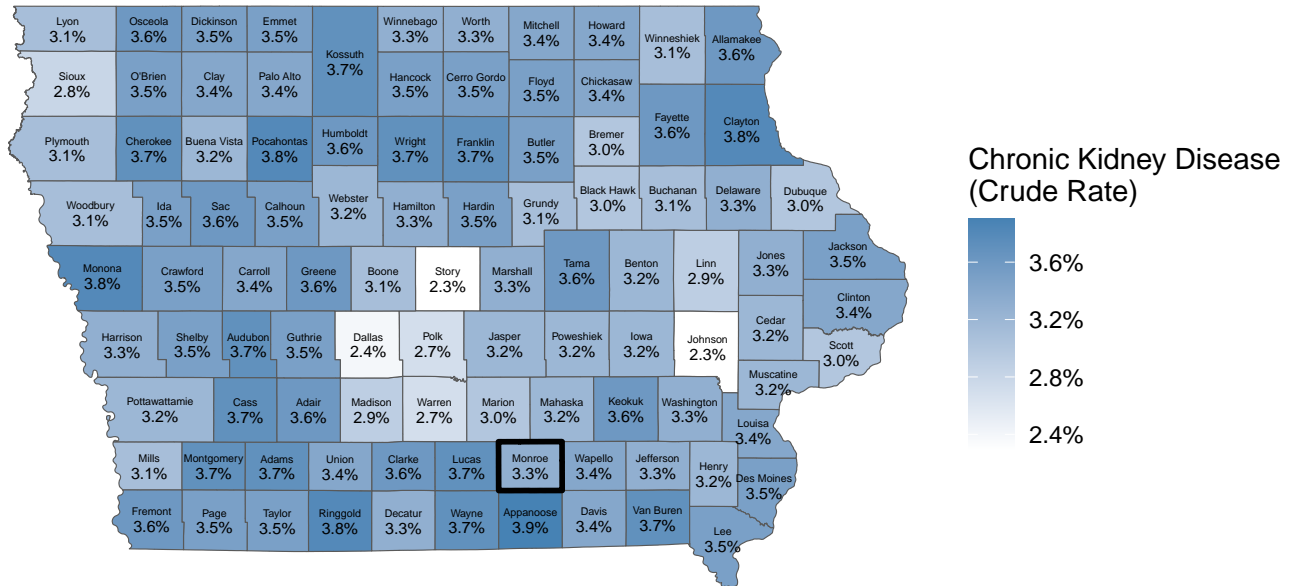 Lyon Osceola Dickinson Emmet Winnebago Worth Mitchell Howard Winneshiek Allamakee
3.1% 3.6% 3.5% 3.5% 3.3% 3.3% 3.4% 3.4% 3.1% 3.6%
Kossuth
3.7%
Sioux O'Brien Clay Palo Alto Hancock Cerro Gordo Floyd Chickasaw
2.8% 3.5% 3.4% 3.4% 3.5% 3.5% 3.5% 3.4%
Plymouth Cherokee Buena Vista Pocahontas Humboldt Wright Franklin Butler Bremer Fayette Clayton
3.1% 3.7% 3.2% 3.8% 3.6% 3.7% 3.7% 3.5% 3.0% 3.6% 3.8%
Woodbury Ida Sac Calhoun Webster Hamilton Hardin Grundy Black Hawk Buchanan Delaware Dubuque
3.1% 3.5% 3.6% 3.5% 3.2% 3.3% 3.5% 3.1% 3.0% 3.1% 3.3% 3.0%
Monona Crawford Carroll Greene Boone Story Marshall Tama Benton Linn Jones Jackson
3.8% 3.5% 3.4% 3.6% 3.1% 2.3% 3.3% 3.6% 3.2% 2.9% 3.3% 3.5%
Clinton
3.4%
Harrison Shelby Audubon Guthrie Dallas Polk Jasper Poweshiek Iowa Johnson Cedar Scott
3.3% 3.5% 3.7% 3.5% 2.4% 2.7% 3.2% 3.2% 3.2% 2.3% 3.2% 3.0%
Muscatine
3.2%
Pottawattamie Cass Adair Madison Warren Marion Mahaska Keokuk Washington Louisa
3.2% 3.7% 3.6% 2.9% 2.7% 3.0% 3.2% 3.6% 3.3% 3.4%
Mills Montgomery Adams Union Clarke Lucas Monroe Wapello Jefferson Henry Des Moines
3.1% 3.7% 3.7% 3.4% 3.6% 3.7% 3.3% 3.4% 3.3% 3.2% 3.5%
Fremont Page Taylor Ringgold Decatur Wayne Appanoose Davis Van Buren Lee
3.6% 3.5% 3.5% 3.8% 3.3% 3.7% 3.9% 3.4% 3.7% 3.5%
Chronic Kidney Disease
(Crude Rate)
3.6%
3.2%
2.8%
2.4%